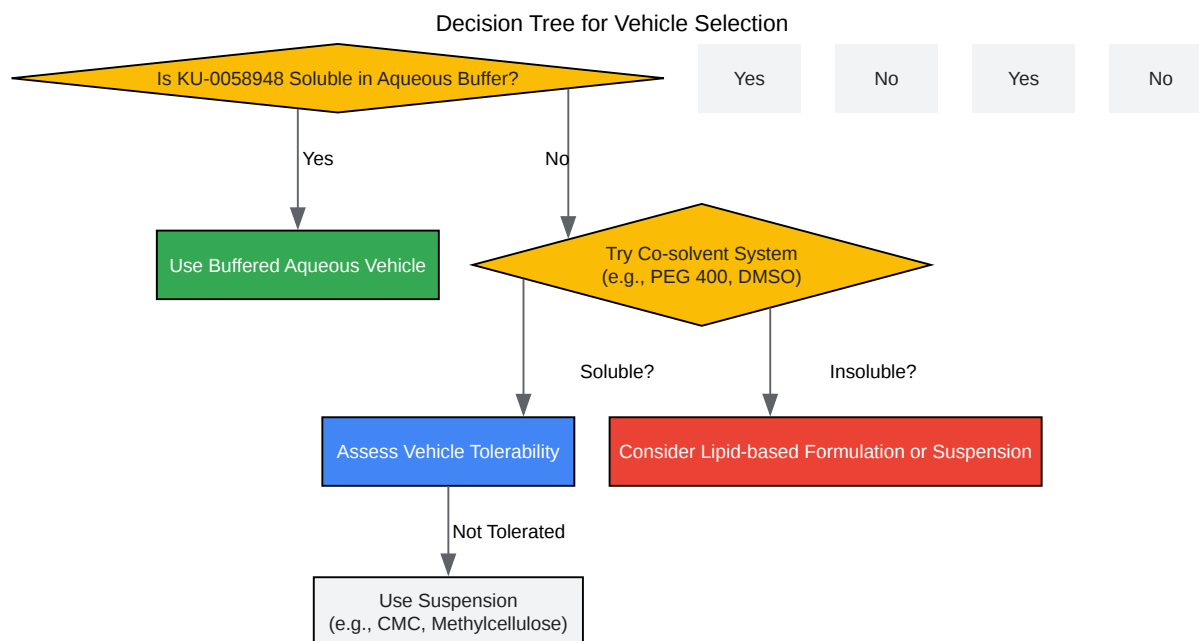 Decision Tree for Vehicle Selection
Is KU-0058948 Soluble in Aqueous Buffer?
Yes
No
Yes
No
Yes
No
Use Buffered Aqueous Vehicle
Try Co-solvent System
(e.g., PEG 400, DMSO)
Soluble?
Insoluble?
Assess Vehicle Tolerability
Consider Lipid-based Formulation or Suspension
Not Tolerated
Use Suspension
(e.g., CMC, Methylcellulose)